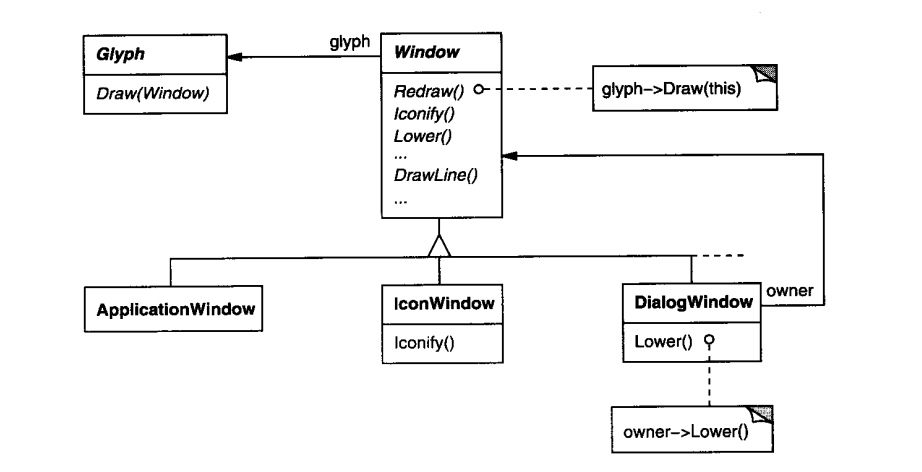 Glyph
Draw(Window)
glyph
Window
Redraw()
Iconify()
Lower()
...
DrawLine()
...
glyph->Draw(this)
ApplicationWindow
IconWindow
Iconify()
DialogWindow
Lower()
owner
owner->Lower()